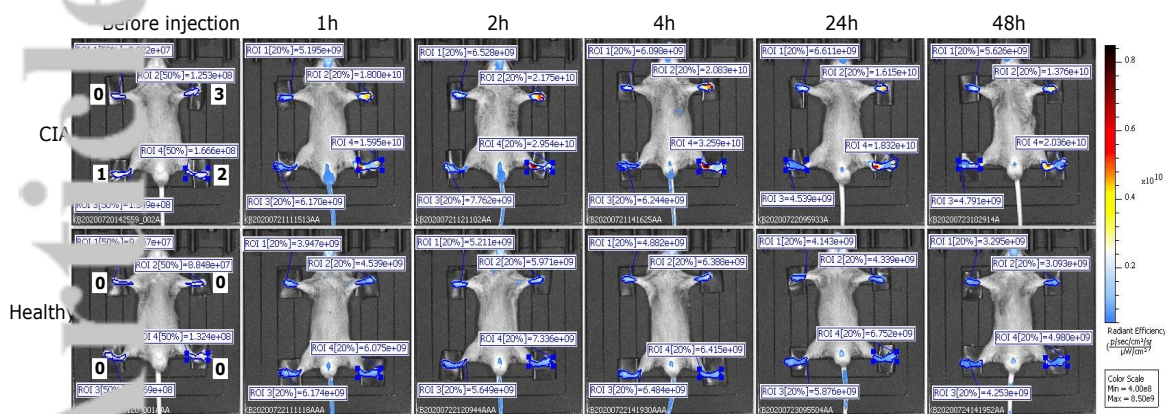 Before injection 1h 2h 4h 24h 48h
CIA
ROI 2[50%]=1.253e+08
0 3
ROI 4[50%]=1.666e+08
1 2
KB20200720142559_002A
ROI 1[20%]=5.195e+09
ROI 2[20%]=1.800e+10
ROI 4=1.595e+10
ROI 3[20%]=6.170e+09
KB20200721111513AA
ROI 1[20%]=6.528e+09
ROI 2[20%]=2.175e+10
ROI 4[20%]=2.954e+10
ROI 3[20%]=7.762e+09
KB20200721121102AA
ROI 1[20%]=6.098e+09
ROI 2[20%]=2.083e+10
ROI 4=3.259e+10
ROI 3[20%]=6.244e+09
KB20200721141625AA
ROI 1[20%]=6.611e+09
ROI 2[20%]=1.615e+10
ROI 4=1.832e+10
ROI 3=4.539e+09
KB20200722095933AA
ROI 1[20%]=5.626e+09
ROI 2[20%]=1.376e+10
ROI 4=2.036e+10
ROI 3=4.791e+09
KB20200723102914A
Healthy
ROI 2[50%]=8.848e+07
0 0
ROI 4[50%]=1.324e+08
0 0
ROI 1[20%]=3.947e+09
ROI 2[20%]=4.539e+09
ROI 4[20%]=6.075e+09
ROI 3[20%]=6.174e+09
KB20200722111118AAA
ROI 1[20%]=5.211e+09
ROI 2[20%]=5.971e+09
ROI 4[20%]=7.336e+09
ROI 3[20%]=5.649e+09
KB20200722120944AAA
ROI 1[20%]=4.882e+09
ROI 2[20%]=6.388e+09
ROI 4[20%]=6.415e+09
ROI 3[20%]=6.484e+09
KB20200722141930AAA
ROI 1[20%]=4.143e+09
ROI 2[20%]=4.339e+09
ROI 4[20%]=6.752e+09
ROI 3[20%]=5.876e+09
KB20200723095504AA
ROI 1[20%]=3.295e+09
ROI 2[20%]=3.093e+09
ROI 4[20%]=4.980e+09
ROI 3[20%]=4.253e+09
KB20200724141952AA
0.8
0.6
x10^10
0.4
0.2
Radiant Efficiency
(p/sec/cm²/sr / μW/cm²)
Color Scale
Min = 4.00e8
Max = 8.50e9